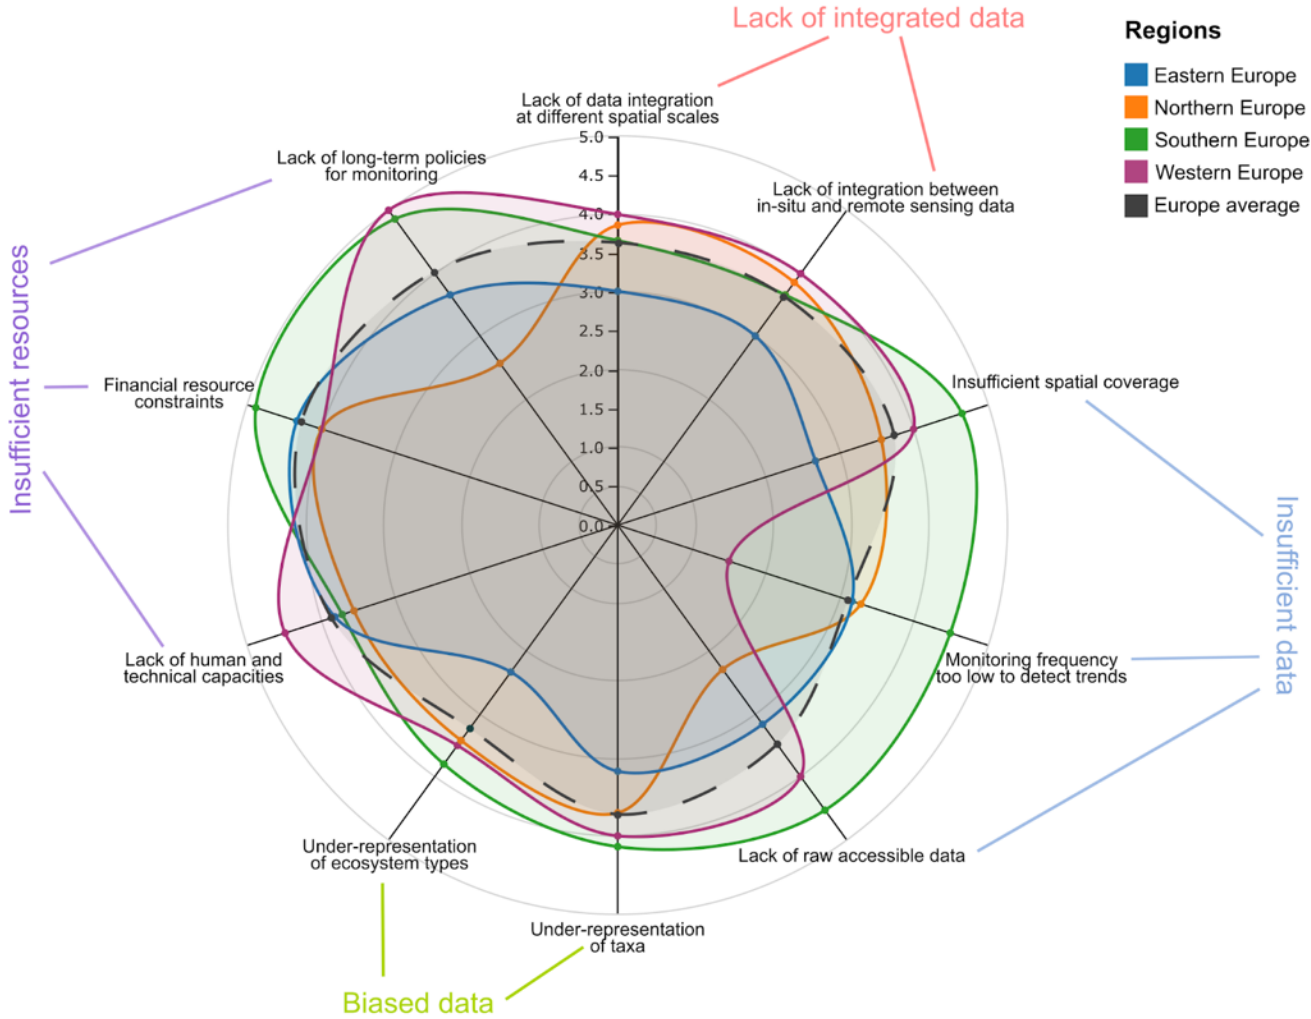 Lack of integrated data
Regions
Eastern Europe
Northern Europe
Southern Europe
Western Europe
Europe average
Lack of data integration
at different spatial scales
Lack of long-term policies
for monitoring
Lack of integration between
in-situ and remote sensing data
5.0
4.5
4.0
3.5
3.0
2.5
2.0
1.5
1.0
0.5
0.0
Insufficient resources
Financial resource
constraints
Insufficient spatial coverage
Insufficient data
Lack of human and
technical capacities
Monitoring frequency
too low to detect trends
Under-representation
of ecosystem types
Lack of raw accessible data
Under-representation
of taxa
Biased data